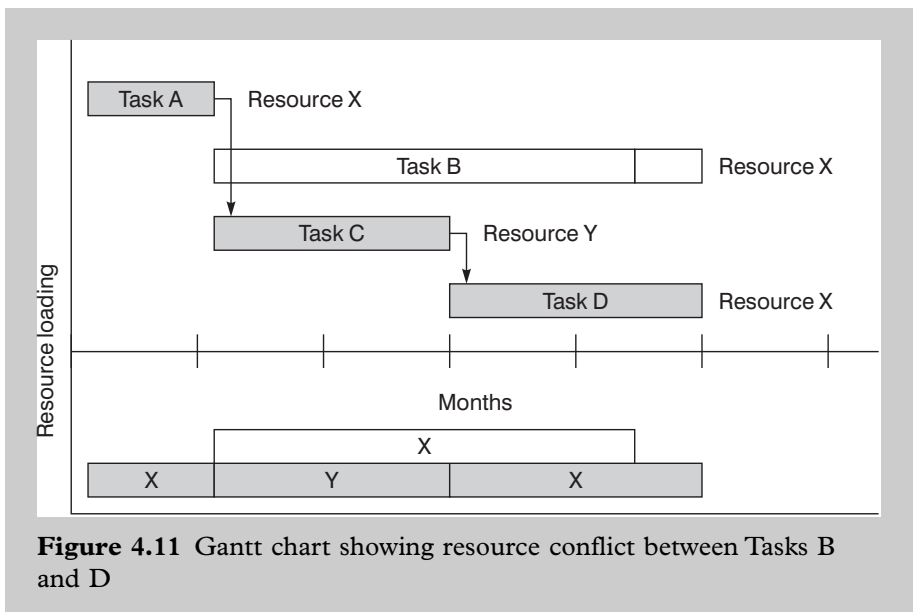 Task A Resource X
Task B Resource X
Task C Resource Y
Task D Resource X
Resource loading
Months
X
X Y X
Figure 4.11 Gantt chart showing resource conflict between Tasks B
and D